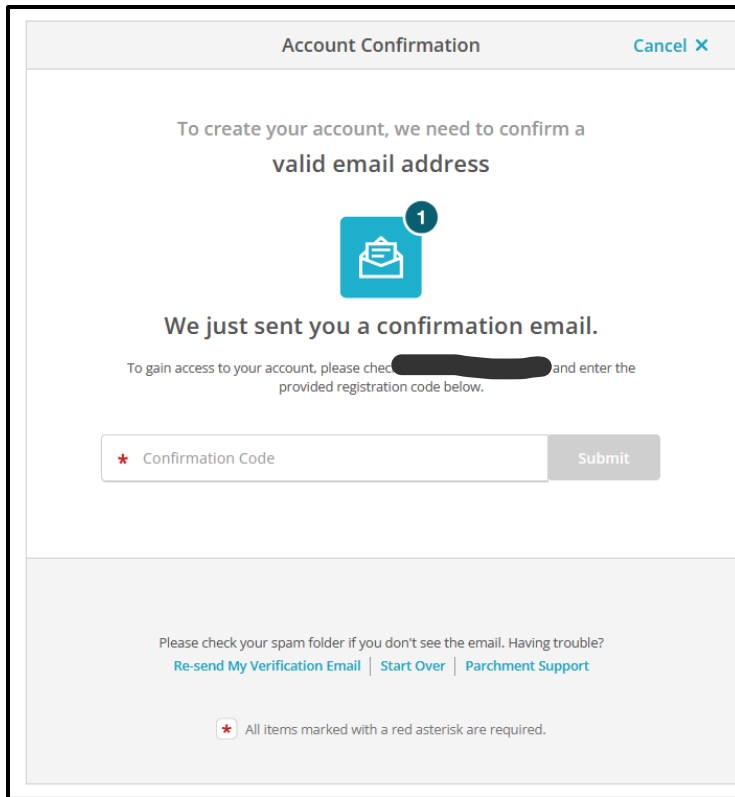 Account Confirmation
Cancel ×
To create your account, we need to confirm a
valid email address
1
We just sent you a confirmation email.
To gain access to your account, please chec and enter the
provided registration code below.
* Confirmation Code
Submit
Please check your spam folder if you don't see the email. Having trouble?
Re-send My Verification Email | Start Over | Parchment Support
* All items marked with a red asterisk are required.